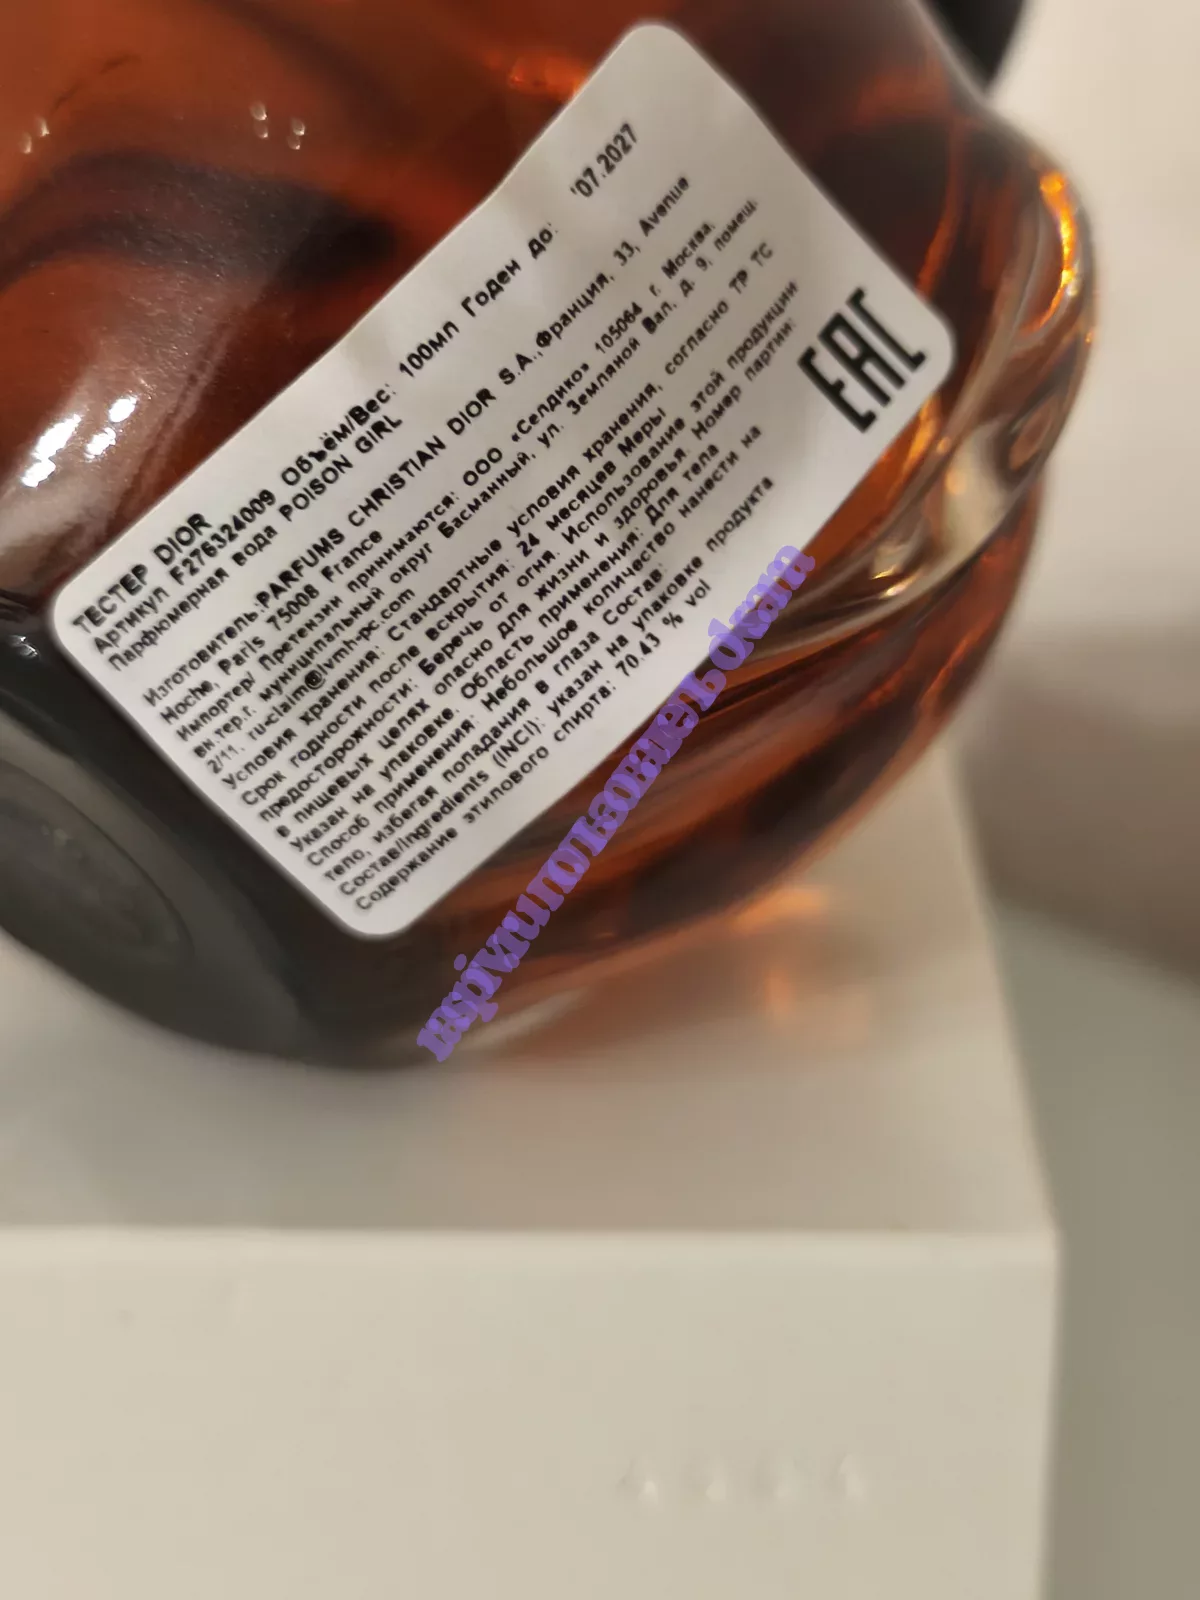 ТЕСТЕР DIOR
Артикул F276324009 Объём/Вес: 100мл Годен до: '07.2027
Парфюмерная вода POISON GIRL
Изготовитель:PARFUMS CHRISTIAN DIOR S.A.,Франция, 33, Avenue
Hoche, Paris 75008 France
Импортер/ Претензии принимаются: ООО «Селдико» 105064 г. Москва,
вн.тер.г. муниципальный округ Басманный, ул. Земляной Вал, д. 9, помещ.
2/11, ru-claim@lvmh-pc.com
Условия хранения: Стандартные условия хранения, согласно ТР ТС
Срок годности после вскрытия: 24 месяцев Меры
предосторожности: Беречь от огня. Использование этой продукции
в пищевых целях опасно для жизни и здоровья. Номер партии:
Указан на упаковке. Область применения: Для тела
Способ применения: Небольшое количество нанести на
тело, избегая попадания в глаза Состав:
Состав/Ingredients (INCI): указан на упаковке продукта
Содержание этилового спирта: 70.43 % vol
EAC